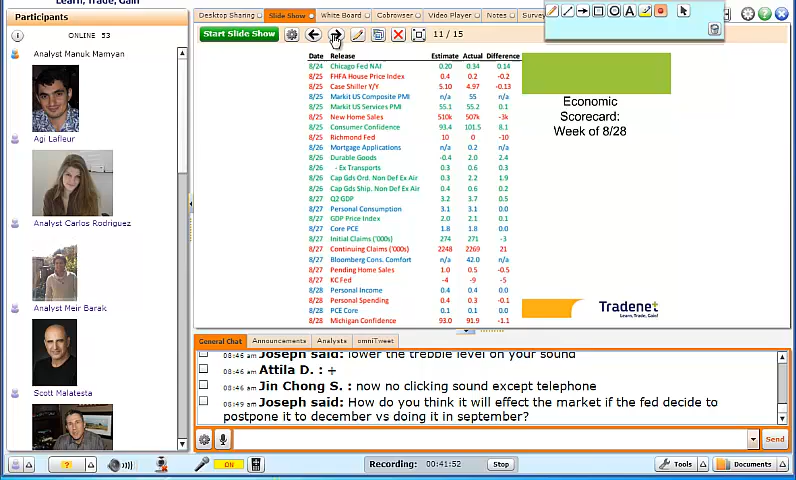 Learn, Trade, Gain!
Participants
ONLINE 53
Analyst Manuk Mamyan
Agi Lafleur
Analyst Carlos Rodriguez
Analyst Meir Barak
Scott Malatesta
Desktop Sharing Slide Show White Board Cobrowser Video Player Notes Survey
Start Slide Show 11 / 15
Date Release Estimate Actual Difference
8/24 Chicago Fed NAI 0.20 0.34 0.14
8/25 FHFA House Price Index 0.4 0.2 -0.2
8/25 Case Shiller Y/Y 5.10 4.97 -0.13
8/25 Markit US Composite PMI n/a 55 n/a
8/25 Markit US Services PMI 55.1 55.2 0.1
8/25 New Home Sales 510k 507k -3k
8/25 Consumer Confidence 93.4 101.5 8.1
8/25 Richmond Fed 10 0 -10
8/26 Mortgage Applications n/a 0.2 n/a
8/26 Durable Goods -0.4 2.0 2.4
8/26 - Ex Transports 0.3 0.6 0.3
8/26 Cap Gds Ord. Non Def Ex Air 0.3 2.2 1.9
8/26 Cap Gds Ship. Non Def Ex Air 0.4 0.6 0.2
8/27 Q2 GDP 3.2 3.7 0.5
8/27 Personal Consumption 3.1 3.1 0.0
8/27 GDP Price Index 2.0 2.1 0.1
8/27 Core PCE 1.8 1.8 0.0
8/27 Initial Claims ('000s) 274 271 -3
8/27 Continuing Claims ('000s) 2248 2269 21
8/27 Bloomberg Cons. Comfort n/a 42.0 n/a
8/27 Pending Home Sales 1.0 0.5 -0.5
8/27 KC Fed -4 -9 -5
8/28 Personal Income 0.4 0.4 0.0
8/28 Personal Spending 0.4 0.3 -0.1
8/28 PCE Core 0.1 0.1 0.0
8/28 Michigan Confidence 93.0 91.9 -1.1
Economic
Scorecard:
Week of 8/28
Tradenet
Learn, Trade, Gain!
General Chat Announcements Analysts omniTweet
08:46 am Joseph said: lower the trebble level on your sound
08:46 am Attila D. : +
08:46 am Jin Chong S. : now no clicking sound except telephone
08:49 am Joseph said: How do you think it will effect the market if the fed decide to
postpone it to december vs doing it in september?
Send
ON
Recording: 00:41:52 Stop
Tools Documents